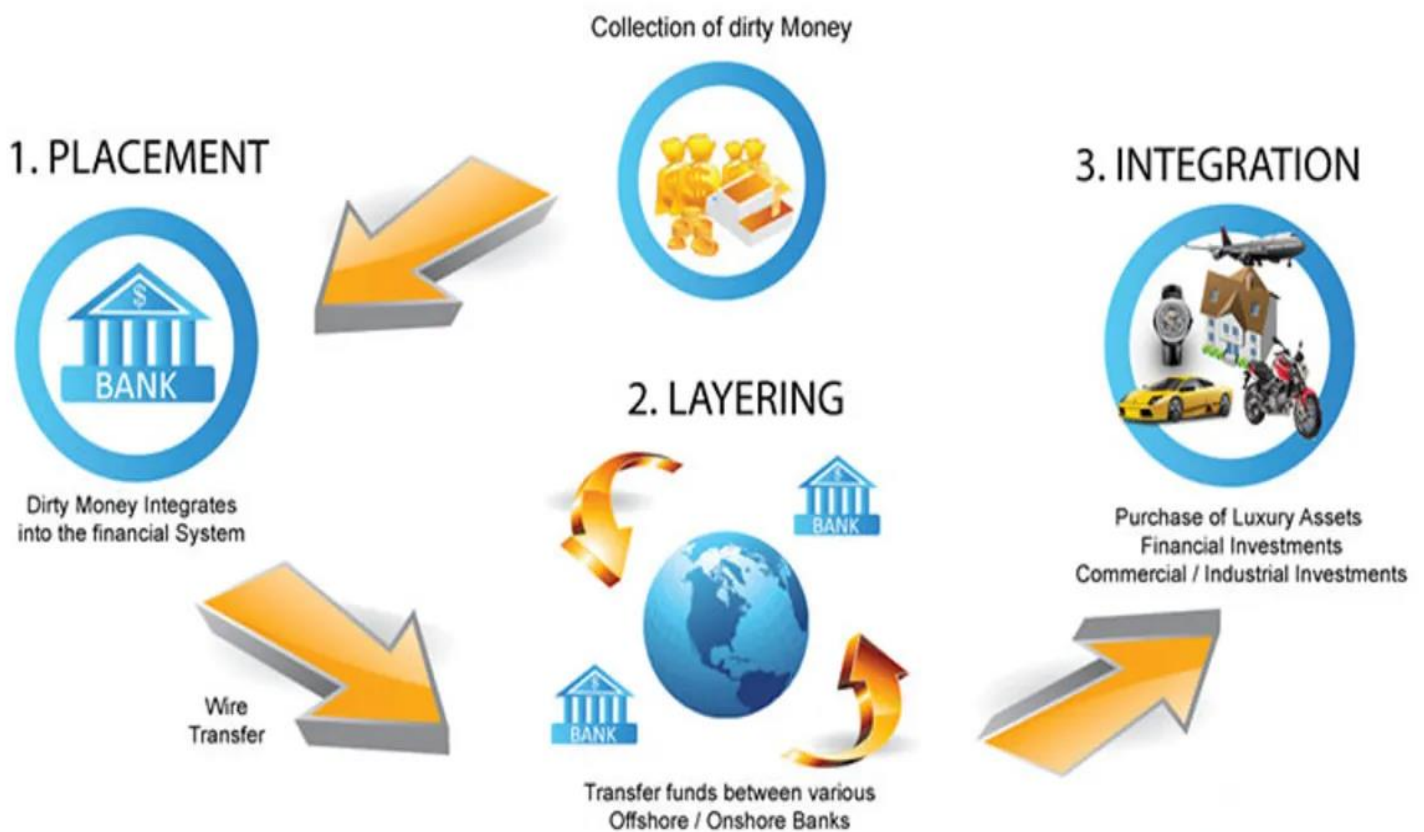 Collection of dirty Money
1. PLACEMENT
$
BANK
Dirty Money Integrates
into the financial System
Wire
Transfer
2. LAYERING
BANK
$
BANK
Transfer funds between various
Offshore / Onshore Banks
3. INTEGRATION
Purchase of Luxury Assets
Financial Investments
Commercial / Industrial Investments